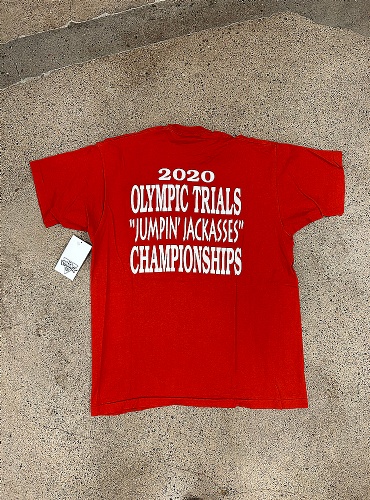 2020
OLYMPIC TRIALS
"JUMPIN' JACKASSES"
CHAMPIONSHIPS